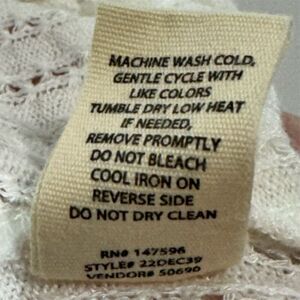 MACHINE WASH COLD,
GENTLE CYCLE WITH
LIKE COLORS
TUMBLE DRY LOW HEAT
IF NEEDED,
REMOVE PROMPTLY
DO NOT BLEACH
COOL IRON ON
REVERSE SIDE
DO NOT DRY CLEAN
RN# 147596
STYLE# 22DEC39
VENDOR# 50690